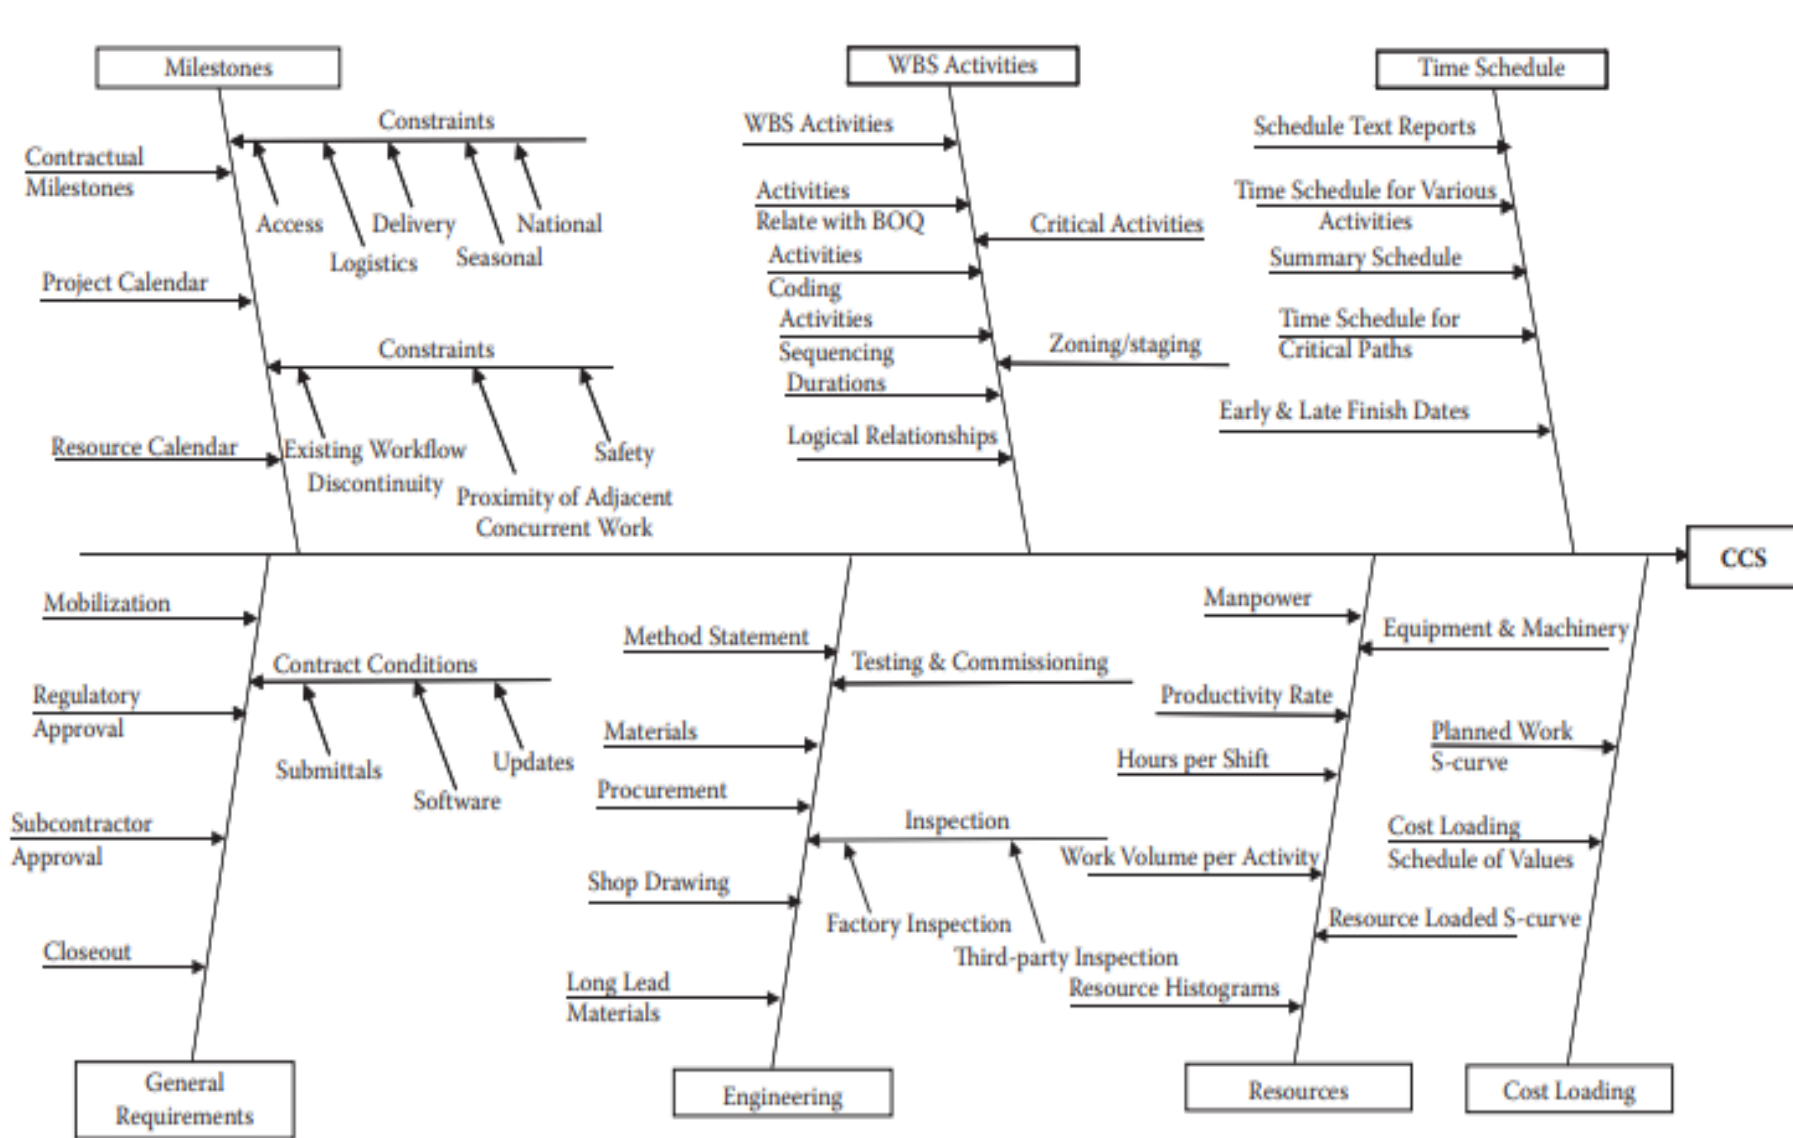 Milestones
WBS Activities
Time Schedule
Constraints
Contractual
Milestones
Access
Logistics
Delivery
Seasonal
National
Project Calendar
Constraints
Resource Calendar
Existing Workflow
Discontinuity
Proximity of Adjacent
Concurrent Work
Safety
WBS Activities
Activities
Relate with BOQ
Critical Activities
Activities
Coding
Activities
Sequencing
Zoning/staging
Durations
Logical Relationships
Schedule Text Reports
Time Schedule for Various
Activities
Summary Schedule
Time Schedule for
Critical Paths
Early & Late Finish Dates
CCS
Mobilization
Contract Conditions
Regulatory
Approval
Submittals
Software
Updates
Subcontractor
Approval
Closeout
General
Requirements
Method Statement
Testing & Commissioning
Materials
Procurement
Inspection
Shop Drawing
Factory Inspection
Third-party Inspection
Long Lead
Materials
Engineering
Manpower
Equipment & Machinery
Productivity Rate
Hours per Shift
Work Volume per Activity
Resource Loaded S-curve
Resource Histograms
Resources
Planned Work
S-curve
Cost Loading
Schedule of Values
Cost Loading